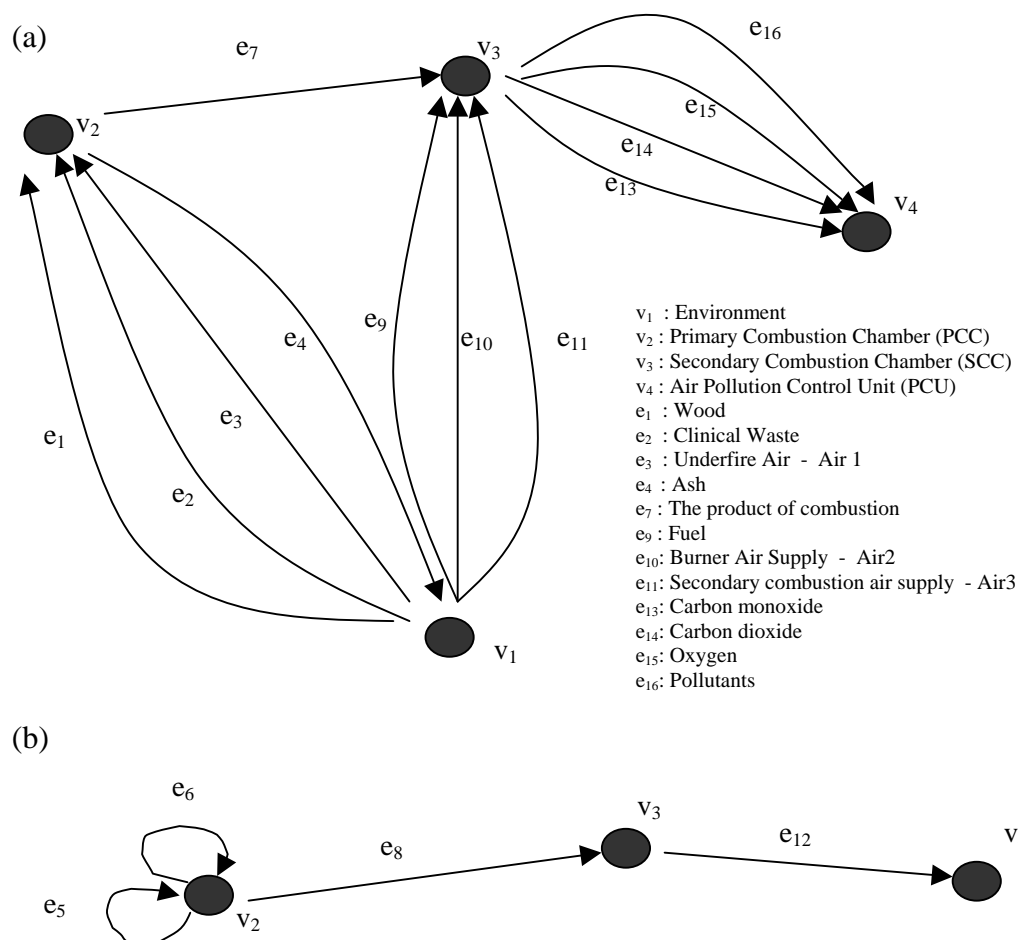 (a)
e16
e7
v3
v2
e15
e14
e13
v4
e9
e4
e10
e11
e3
e1
e2
v1
v1 : Environment
v2 : Primary Combustion Chamber (PCC)
v3 : Secondary Combustion Chamber (SCC)
v4 : Air Pollution Control Unit (PCU)
e1 : Wood
e2 : Clinical Waste
e3 : Underfire Air - Air 1
e4 : Ash
e7 : The product of combustion
e9 : Fuel
e10: Burner Air Supply - Air2
e11: Secondary combustion air supply - Air3
e13: Carbon monoxide
e14: Carbon dioxide
e15: Oxygen
e16: Pollutants
(b)
e6
v3
v
e8
e12
e5
v2